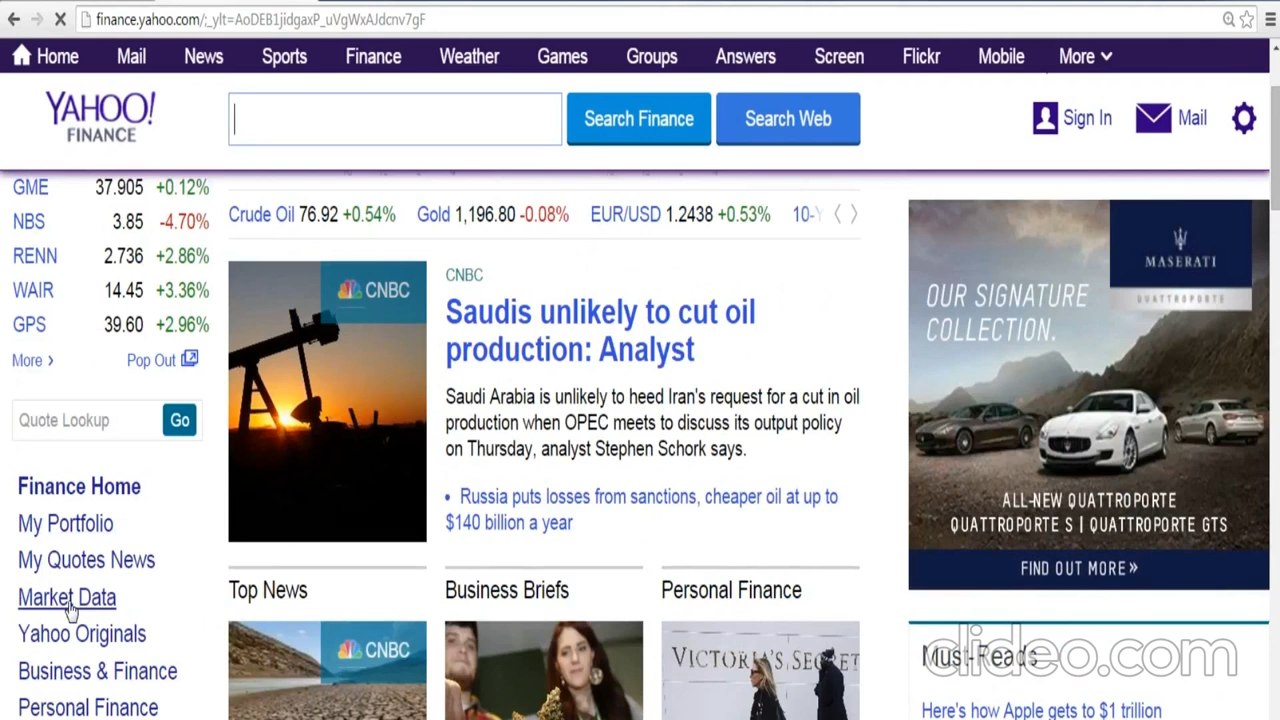 finance.yahoo.com/;_ylt=AoDEB1jidgaxP_uVgWxAJdcnv7gF
Home Mail News Sports Finance Weather Games Groups Answers Screen Flickr Mobile More
YAHOO!
FINANCE
Search Finance
Search Web
Sign In
Mail
GME 37.905 +0.12%
NBS 3.85 -4.70%
RENN 2.736 +2.86%
WAIR 14.45 +3.36%
GPS 39.60 +2.96%
More ›
Pop Out
Quote Lookup
Go
Finance Home
My Portfolio
My Quotes News
Market Data
Yahoo Originals
Business & Finance
Personal Finance
Crude Oil 76.92 +0.54% Gold 1,196.80 -0.08% EUR/USD 1.2438 +0.53% 10-
CNBC
CNBC
Saudis unlikely to cut oil
production: Analyst
Saudi Arabia is unlikely to heed Iran's request for a cut in oil
production when OPEC meets to discuss its output policy
on Thursday, analyst Stephen Schork says.
• Russia puts losses from sanctions, cheaper oil at up to
$140 billion a year
Top News
Business Briefs
Personal Finance
CNBC
VICTORIA'S SECRET
MASERATI
QUATTROPORTE
OUR SIGNATURE
COLLECTION.
ALL-NEW QUATTROPORTE
QUATTROPORTE S | QUATTROPORTE GTS
FIND OUT MORE »
Must-Reads
clideo.com
Here's how Apple gets to $1 trillion